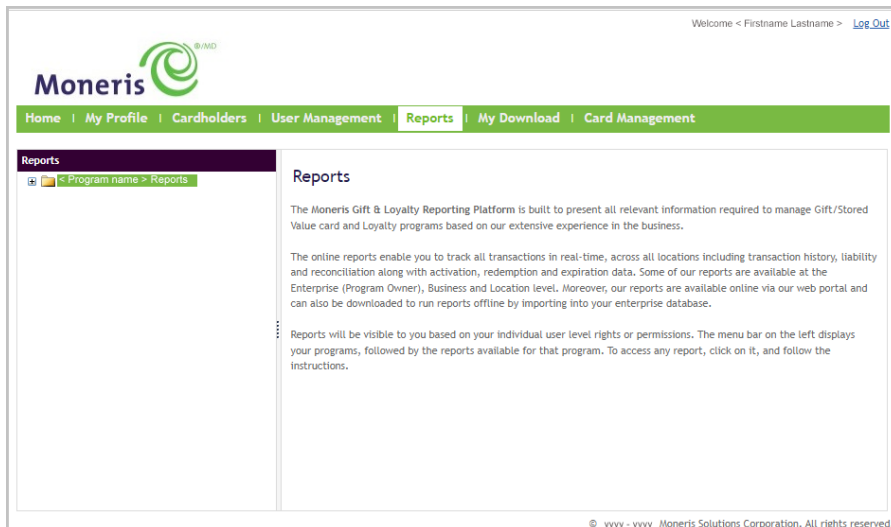 Welcome < Firstname Lastname > Log Out
®/MD
Moneris
Home | My Profile | Cardholders | User Management | Reports | My Download | Card Management
Reports
< Program name > Reports
Reports
The Moneris Gift & Loyalty Reporting Platform is built to present all relevant information required to manage Gift/Stored
Value card and Loyalty programs based on our extensive experience in the business.
The online reports enable you to track all transactions in real-time, across all locations including transaction history, liability
and reconciliation along with activation, redemption and expiration data. Some of our reports are available at the
Enterprise (Program Owner), Business and Location level. Moreover, our reports are available online via our web portal and
can also be downloaded to run reports offline by importing into your enterprise database.
Reports will be visible to you based on your individual user level rights or permissions. The menu bar on the left displays
your programs, followed by the reports available for that program. To access any report, click on it, and follow the
instructions.
© yyyy - yyyy Moneris Solutions Corporation. All rights reserved